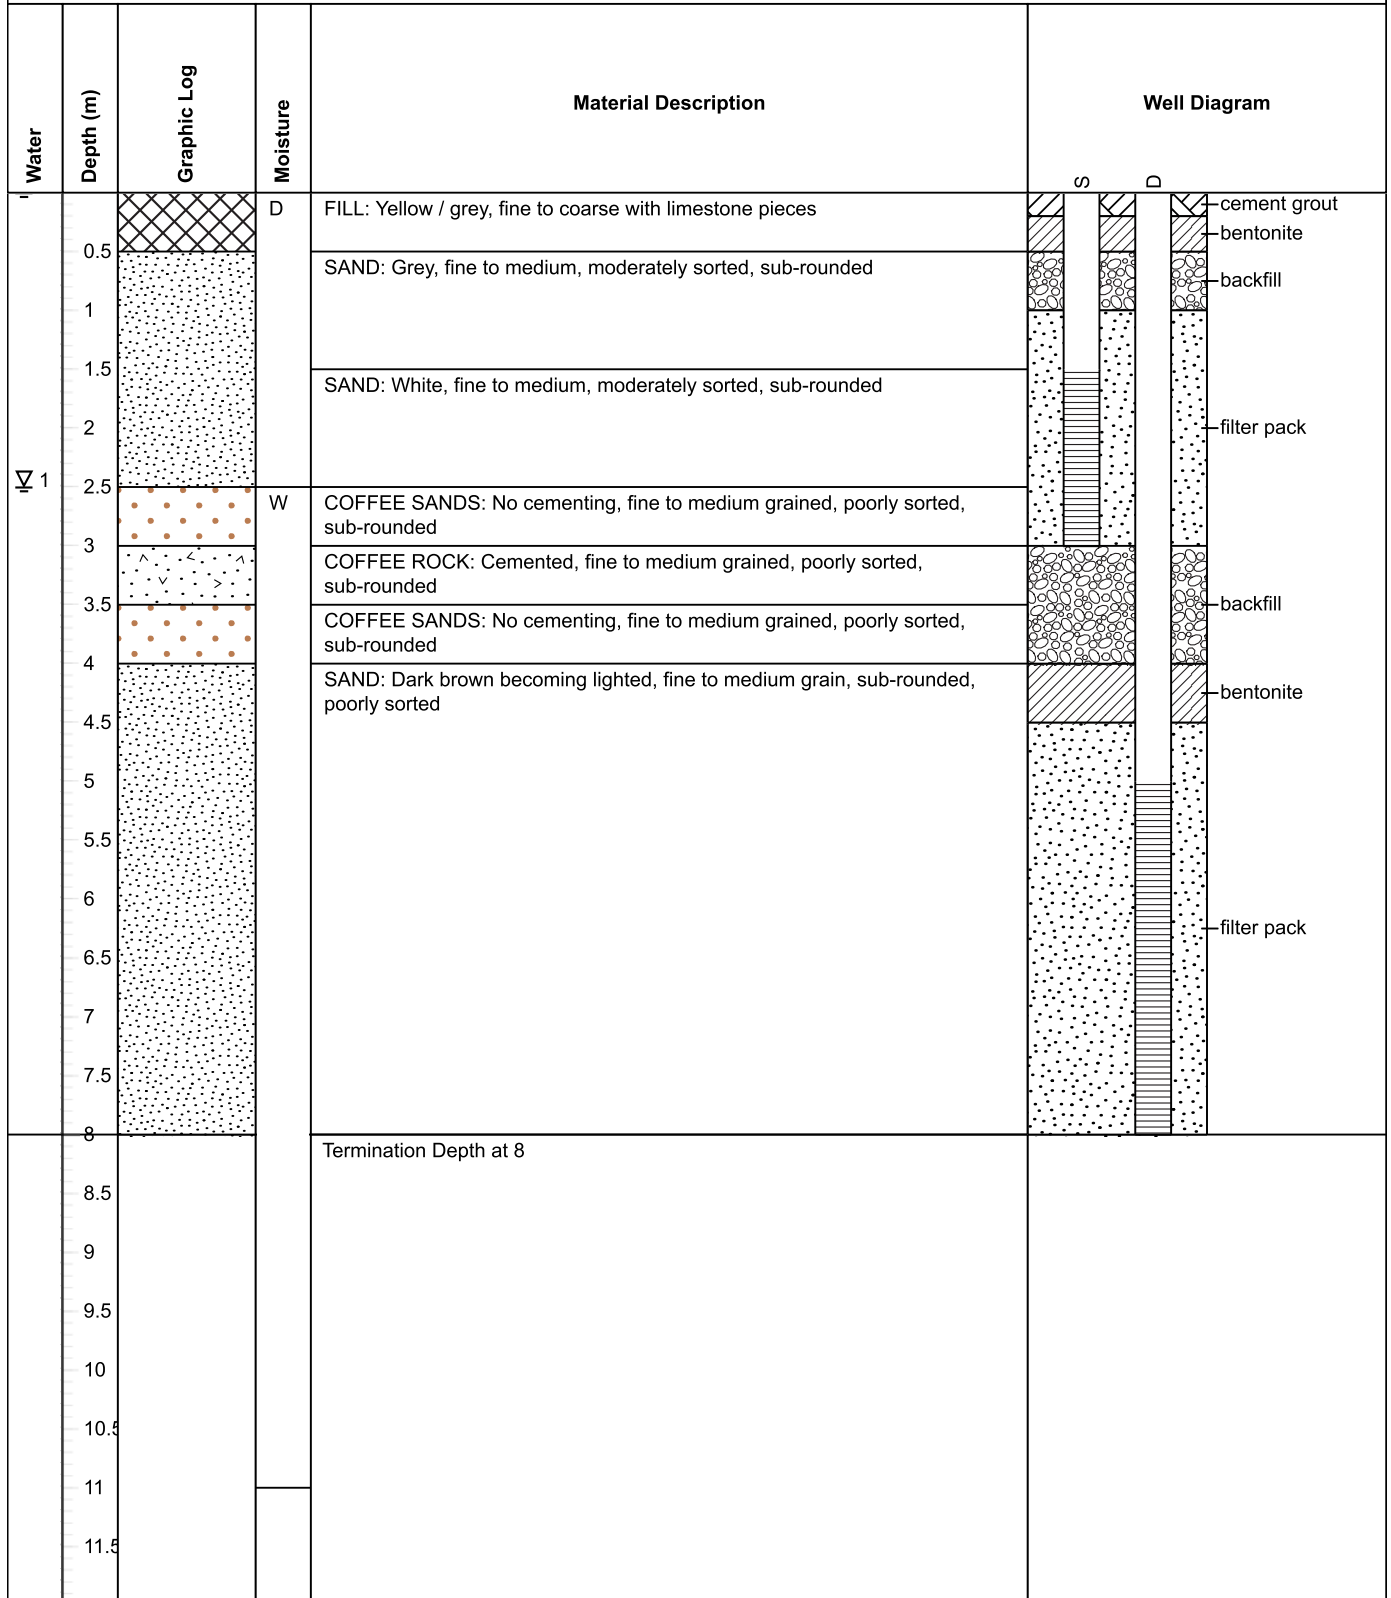 Water
Depth (m)
Graphic Log
Moisture
Material Description
Well Diagram
S
D
D
FILL: Yellow / grey, fine to coarse with limestone pieces
cement grout
bentonite
0.5
SAND: Grey, fine to medium, moderately sorted, sub-rounded
backfill
1
1.5
SAND: White, fine to medium, moderately sorted, sub-rounded
2
filter pack
1
2.5
W
COFFEE SANDS: No cementing, fine to medium grained, poorly sorted,
sub-rounded
3
COFFEE ROCK: Cemented, fine to medium grained, poorly sorted,
sub-rounded
3.5
backfill
COFFEE SANDS: No cementing, fine to medium grained, poorly sorted,
sub-rounded
4
SAND: Dark brown becoming lighted, fine to medium grain, sub-rounded,
poorly sorted
bentonite
4.5
5
5.5
6
filter pack
6.5
7
7.5
8
Termination Depth at 8
8.5
9
9.5
10
10.5
11
11.5